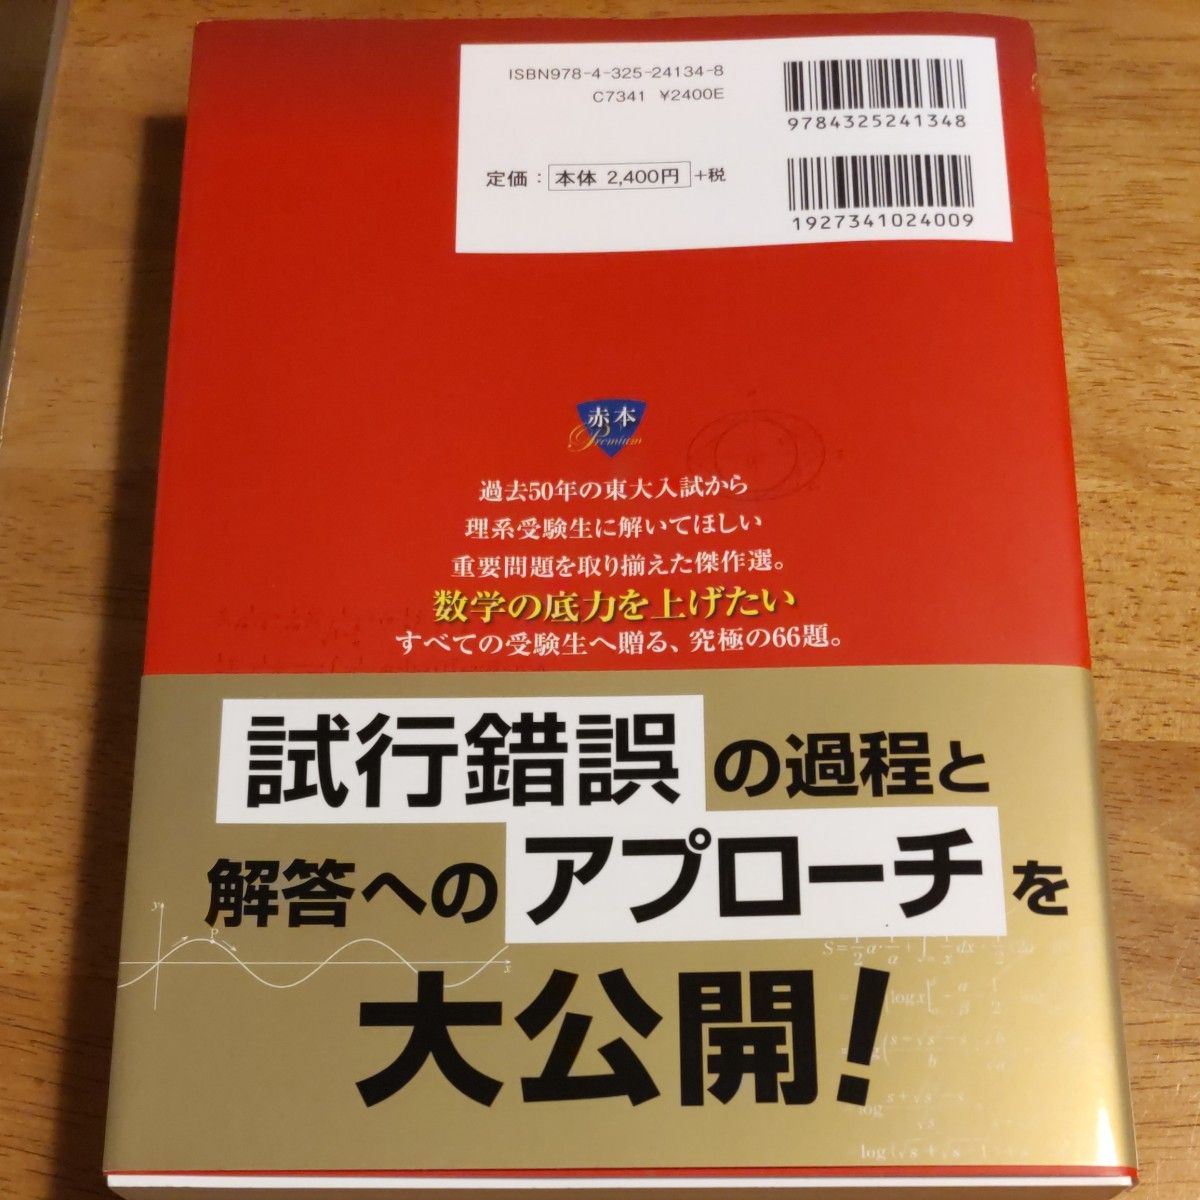 ISBN978-4-325-24134-8
C7341 ¥2400E
9784325241348
定価：本体 2,400円+税
1927341024009
赤本
Premium
過去50年の東大入試から
理系受験生に解いてほしい
重要問題を取り揃えた傑作選。
数学の底力を上げたい
すべての受験生へ贈る、究極の66題。
試行錯誤の過程と
解答へのアプローチを
大公開!
y
P
x